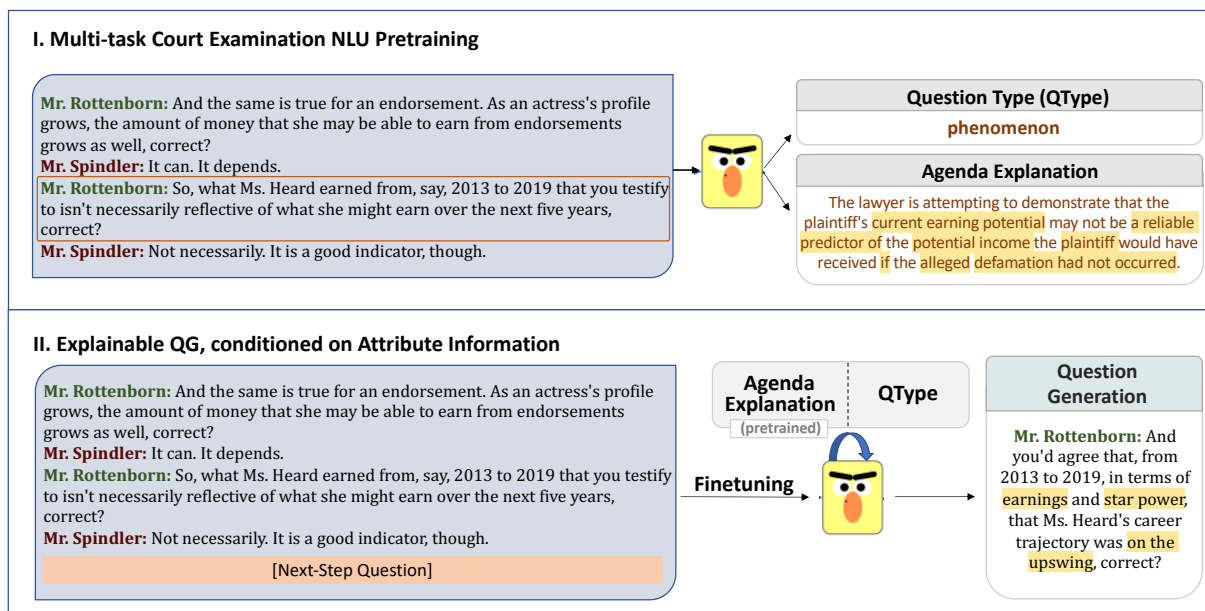 I. Multi-task Court Examination NLU Pretraining
Mr. Rottenborn: And the same is true for an endorsement. As an actress's profile
grows, the amount of money that she may be able to earn from endorsements
grows as well, correct?
Mr. Spindler: It can. It depends.
Mr. Rottenborn: So, what Ms. Heard earned from, say, 2013 to 2019 that you testify
to isn't necessarily reflective of what she might earn over the next five years,
correct?
Mr. Spindler: Not necessarily. It is a good indicator, though.
Question Type (QType)
phenomenon
Agenda Explanation
The lawyer is attempting to demonstrate that the
plaintiff's current earning potential may not be a reliable
predictor of the potential income the plaintiff would have
received if the alleged defamation had not occurred.
II. Explainable QG, conditioned on Attribute Information
Mr. Rottenborn: And the same is true for an endorsement. As an actress's profile
grows, the amount of money that she may be able to earn from endorsements
grows as well, correct?
Mr. Spindler: It can. It depends.
Mr. Rottenborn: So, what Ms. Heard earned from, say, 2013 to 2019 that you testify
to isn't necessarily reflective of what she might earn over the next five years,
correct?
Mr. Spindler: Not necessarily. It is a good indicator, though.
[Next-Step Question]
Finetuning
Agenda
Explanation
(pretrained)
QType
Question
Generation
Mr. Rottenborn: And
you'd agree that, from
2013 to 2019, in terms of
earnings and star power,
that Ms. Heard's career
trajectory was on the
upswing, correct?